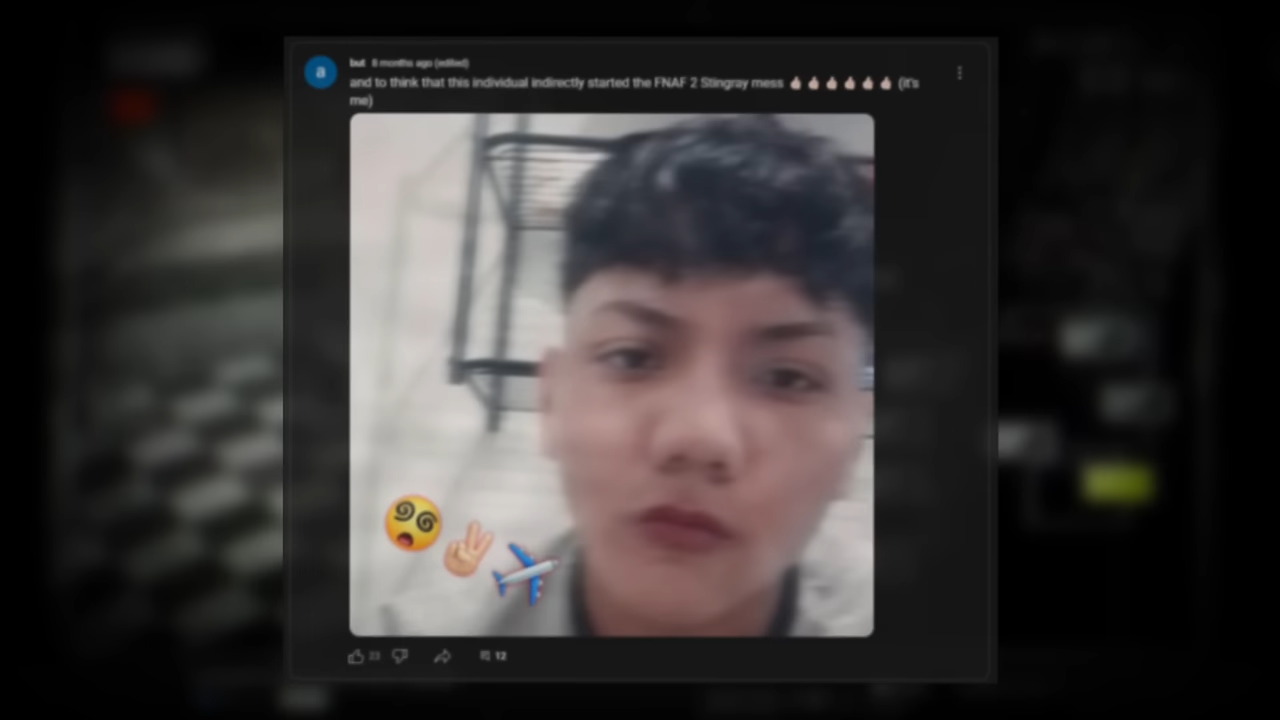 but 8 months ago (edited)
and to think that this individual indirectly started the FNAF 2 Stingray mess 👍🏻 👍🏻 👍🏻 👍🏻 👍🏻 👍🏻 (it's
me)
a
23
12